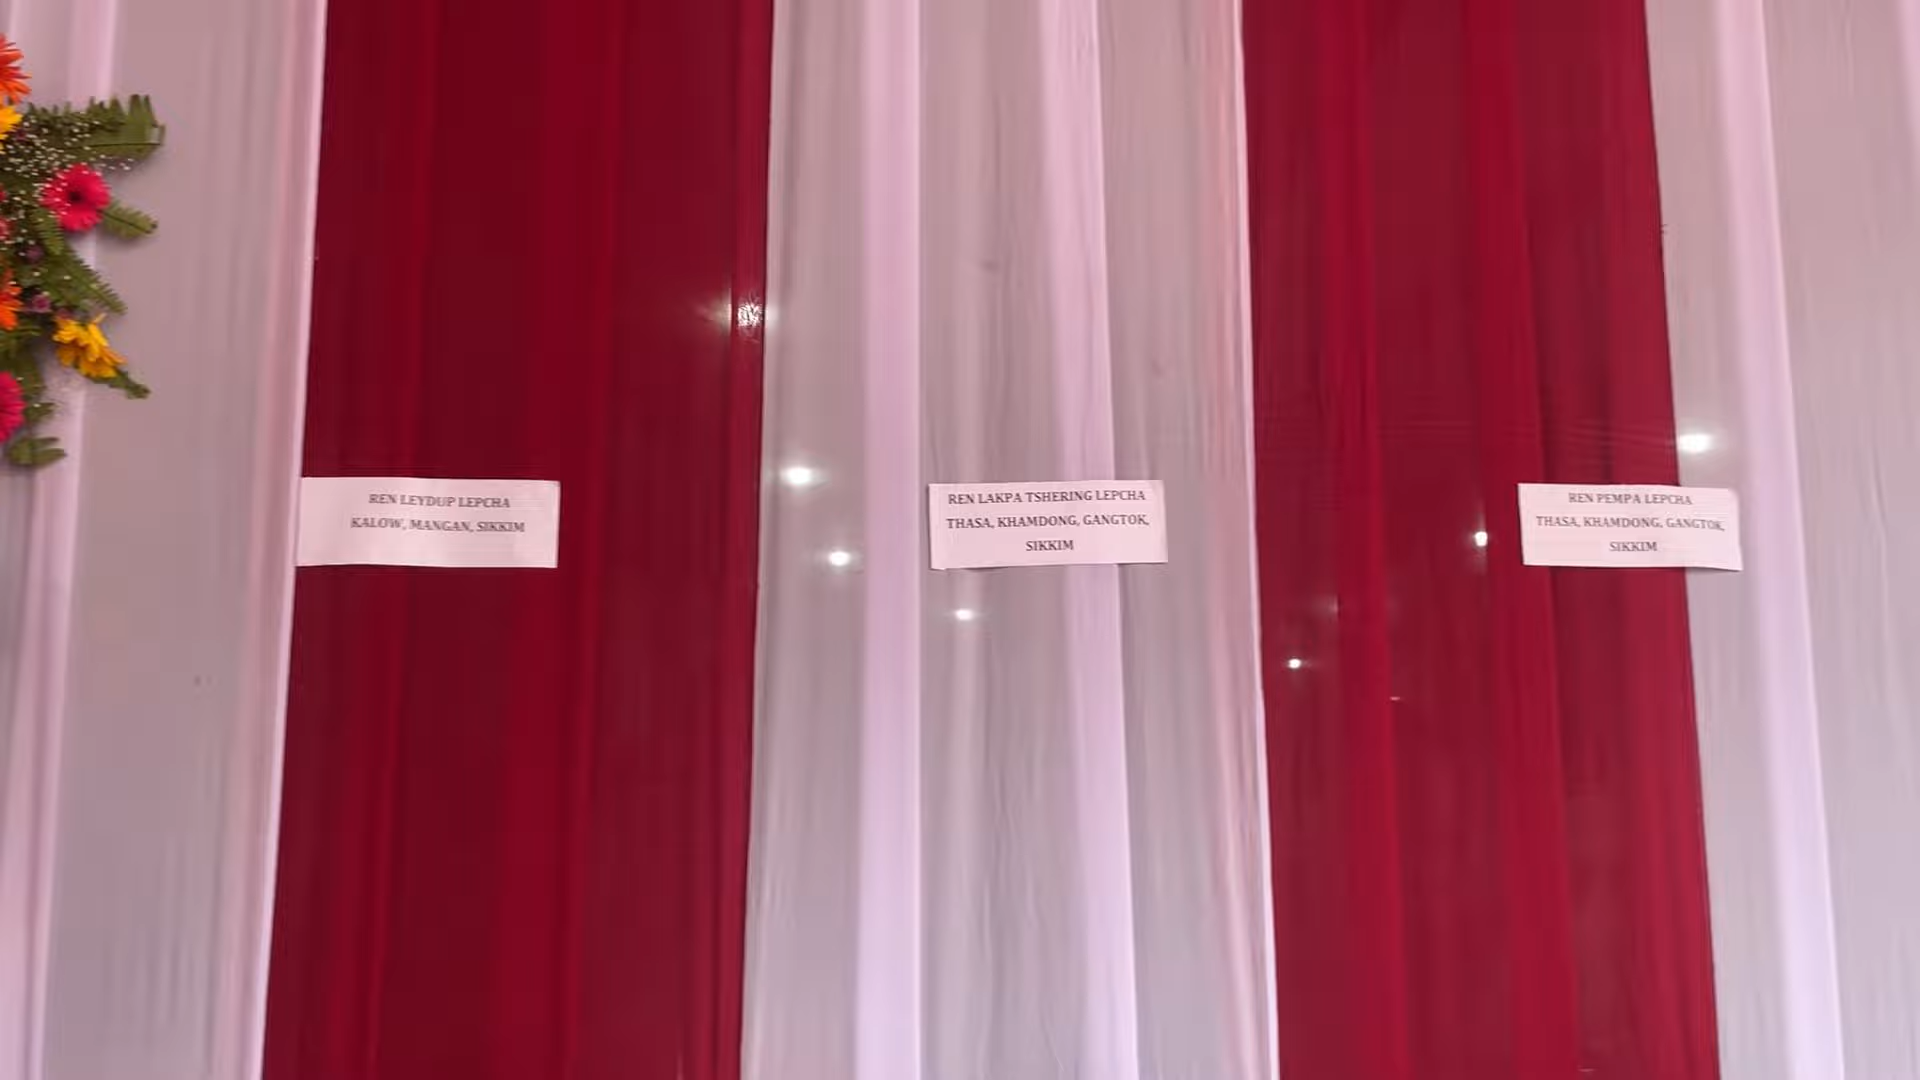 REN LEYDUP LEPCHA
KALOW, MANGAN, SIKKIM
REN LAKPA TSHERING LEPCHA
THASA, KHAMDONG, GANGTOK,
SIKKIM
REN PEMPA LEPCHA
THASA, KHAMDONG, GANGTOK,
SIKKIM